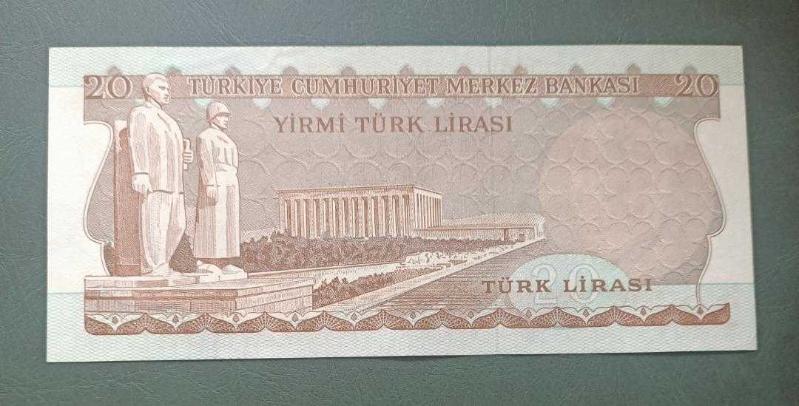 20 TÜRKİYE CUMHURİYET MERKEZ BANKASI 20
YİRMİ TÜRK LİRASI
20
TÜRK LİRASI